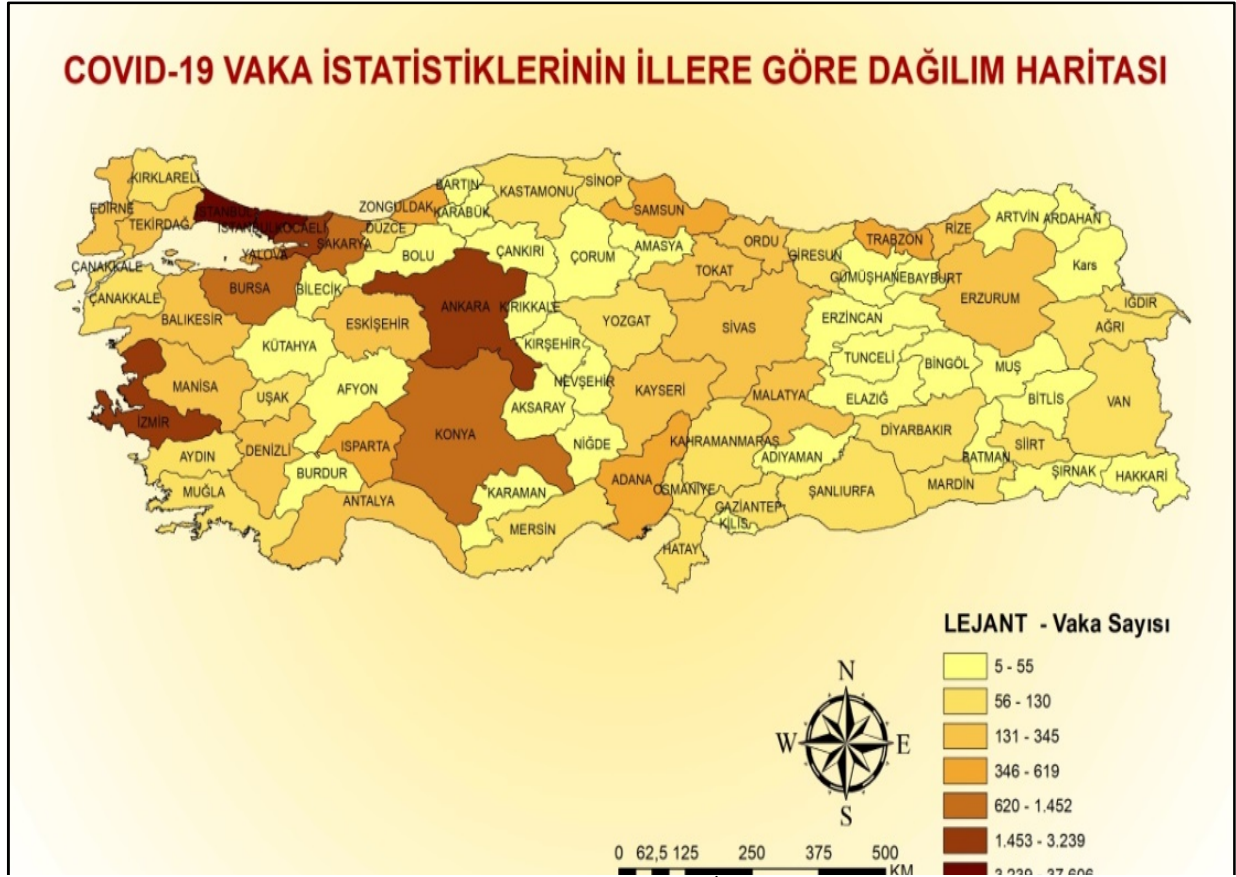 COVID-19 VAKA İSTATİSTİKLERİNİN İLLERE GÖRE DAĞILIM HARİTASI
KIRKLARELİ
EDİRNE
TEKİRDAĞ
İSTANBUL
İSTANBUL
KOCAELİ
YALOVA
SAKARYA
DÜZCE
ZONGULDAK
BARTIN
KARABÜK
KASTAMONU
SİNOP
SAMSUN
ORDU
GİRESUN
TRABZON
RİZE
ARTVİN
ARDAHAN
Kars
ÇANAKKALE
ÇANAKKALE
BURSA
BİLECİK
BOLU
ÇANKIRI
ÇORUM
AMASYA
TOKAT
GÜMÜŞHANE
BAYBURT
ERZURUM
IĞDIR
AĞRI
BALIKESİR
ESKİŞEHİR
ANKARA
KIRIKKALE
YOZGAT
SİVAS
ERZİNCAN
TUNCELİ
BİNGÖL
MUŞ
KÜTAHYA
KIRŞEHİR
MANİSA
UŞAK
AFYON
NEVŞEHİR
KAYSERİ
MALATYA
ELAZIĞ
BİTLİS
VAN
İZMİR
AKSARAY
KONYA
DİYARBAKIR
AYDIN
DENİZLİ
ISPARTA
NİĞDE
KAHRAMANMARAŞ
ADIYAMAN
BATMAN
SİİRT
ŞIRNAK
HAKKARİ
BURDUR
ADANA
OSMANİYE
MARDİN
MUĞLA
ANTALYA
KARAMAN
MERSİN
GAZİANTEP
ŞANLIURFA
KİLİS
HATAY
LEJANT - Vaka Sayısı
5 - 55
56 - 130
131 - 345
346 - 619
620 - 1.452
1.453 - 3.239
3.239 - 37.606
N
W E
S
0 62,5 125 250 375 500
KM